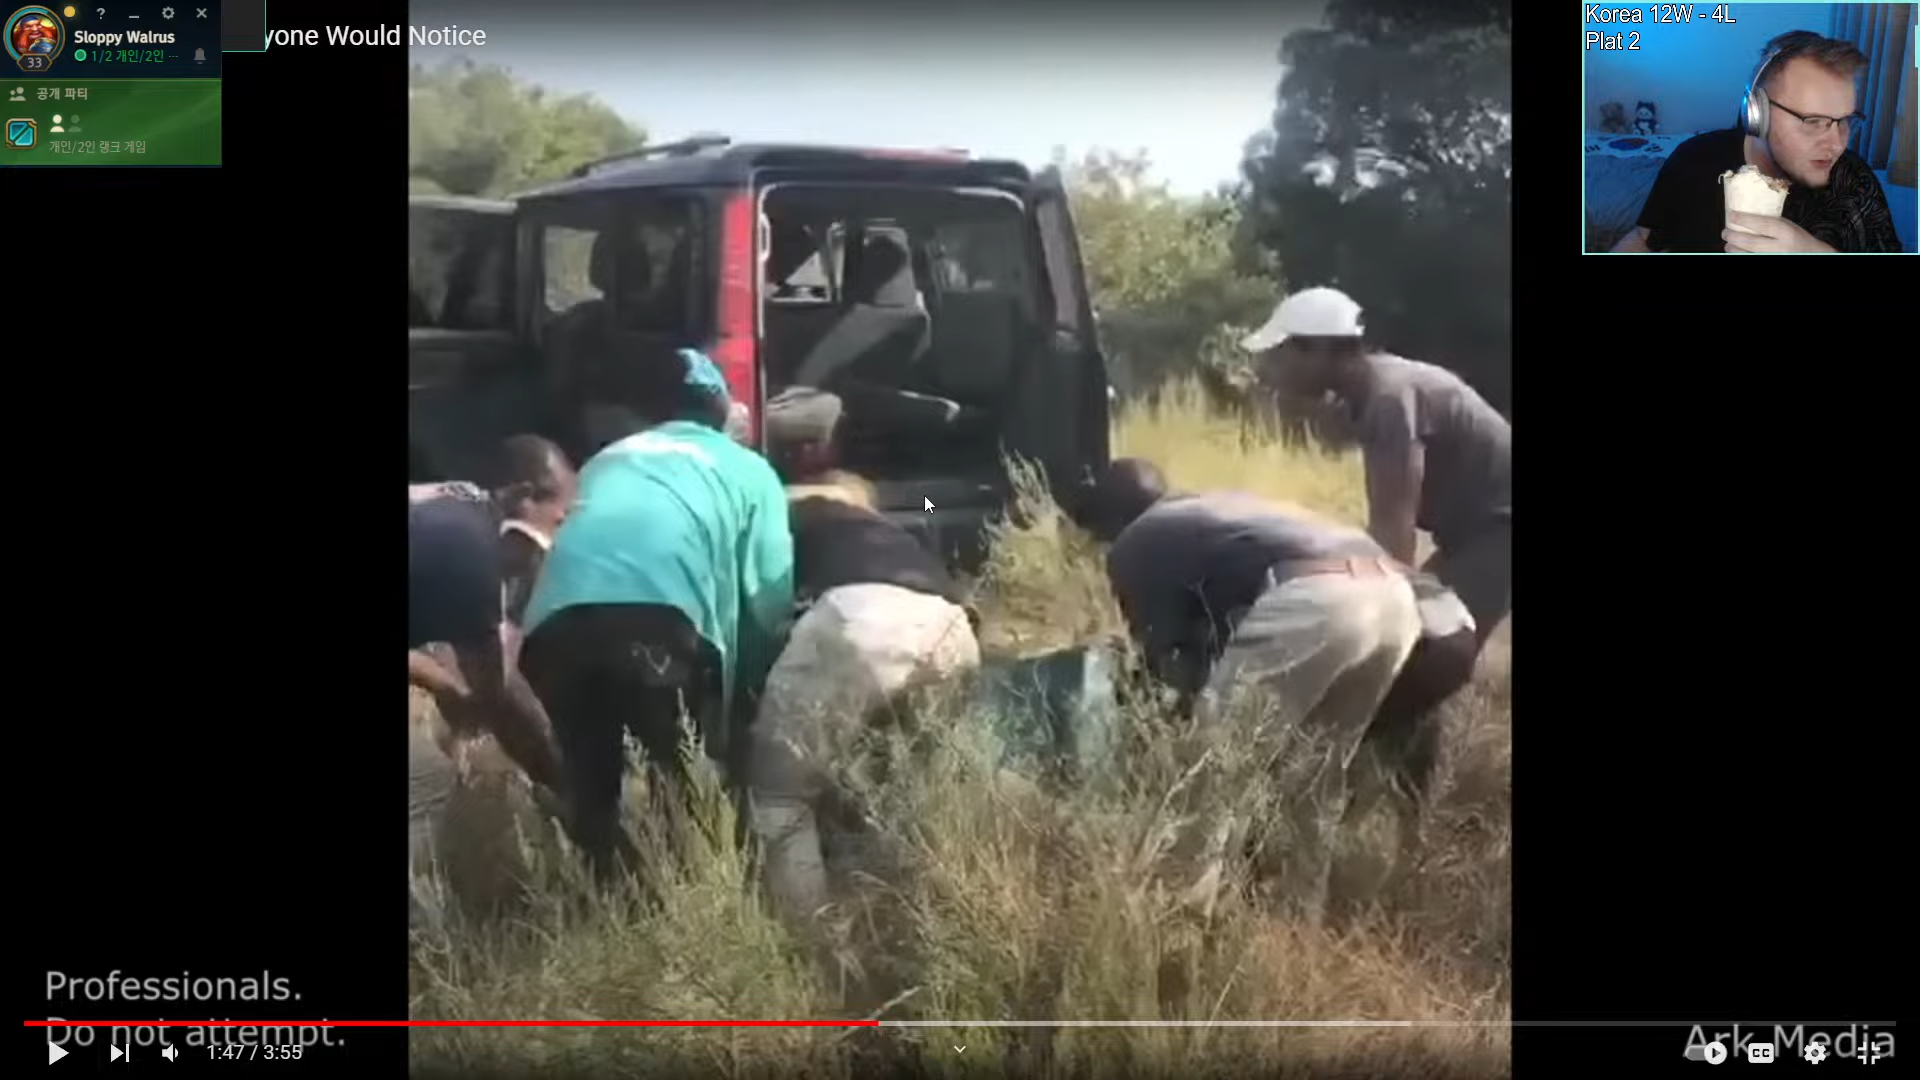 Sloppy Walrus
1/2 개인/2인 ...
33
공개 파티
개인/2인 랭크 게임
yone Would Notice
Korea 12W - 4L
Plat 2
Professionals.
Do not attempt.
1:47 / 3:55
CC
Ark Media